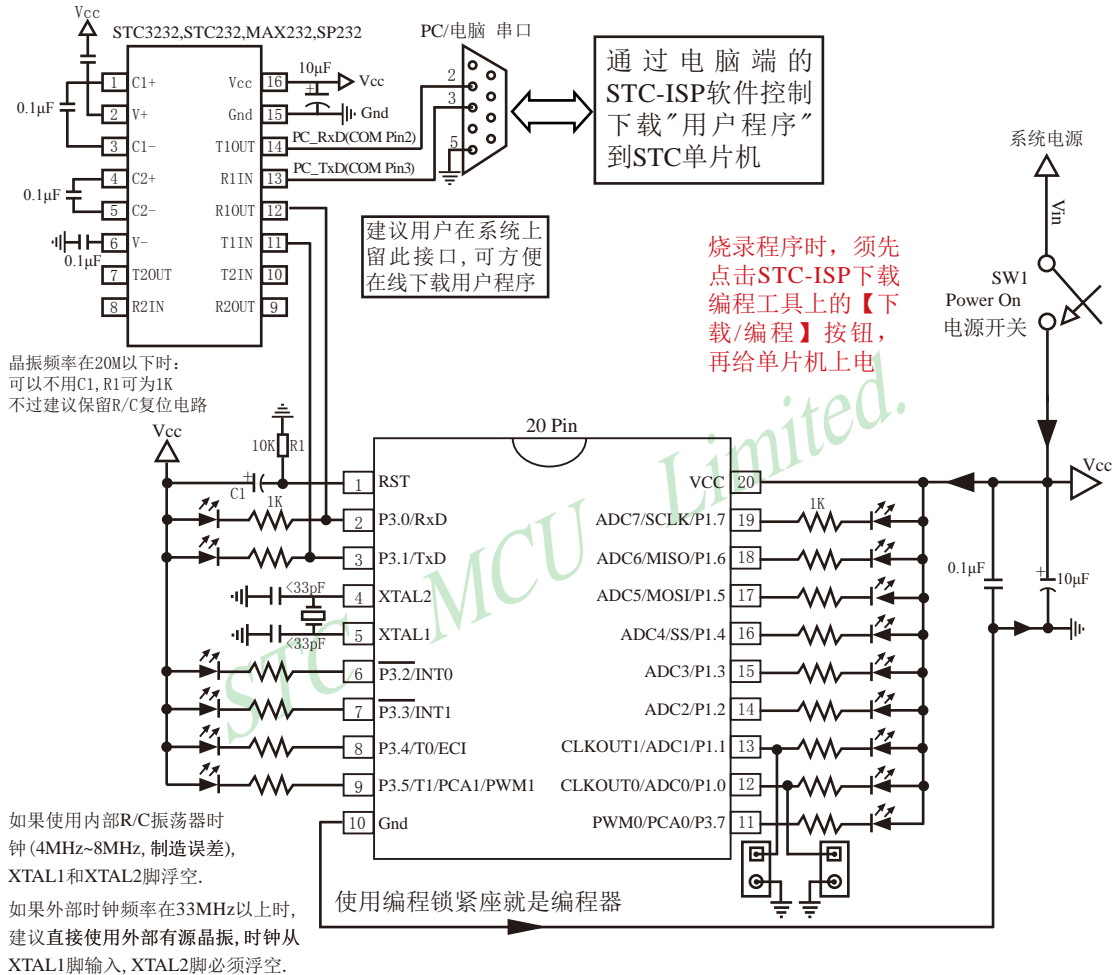 Vcc
STC3232,STC232,MAX232,SP232
PC/电脑 串口
1 C1+
Vcc 16
10μF
Vcc
0.1μF
2 V+
Gnd 15
Gnd
3 C1-
T1OUT 14
PC_RxD(COM Pin2)
4 C2+
R1IN 13
PC_TxD(COM Pin3)
0.1μF
5 C2-
R1OUT 12
6 V-
T1IN 11
0.1μF
7 T2OUT
T2IN 10
8 R2IN
R2OUT 9
2
3
5
通过电脑端的
STC-ISP软件控制
下载"用户程序"
到STC单片机
建议用户在系统上
留此接口,可方便
在线下载用户程序
系统电源
Vin
SW1
Power On
电源开关
烧录程序时，须先
点击STC-ISP下载
编程工具上的【下
载/编程】按钮，
再给单片机上电
晶振频率在20M以下时:
可以不用C1,R1可为1K
不过建议保留R/C复位电路
Vcc
10K R1
C1
1K
20 Pin
1 RST
VCC 20
2 P3.0/RxD
ADC7/SCLK/P1.7 19
1K
3 P3.1/TxD
ADC6/MISO/P1.6 18
<33pF
4 XTAL2
ADC5/MOSI/P1.5 17
<33pF
5 XTAL1
ADC4/SS/P1.4 16
6 P3.2/INT0
ADC3/P1.3 15
7 P3.3/INT1
ADC2/P1.2 14
8 P3.4/T0/ECI
CLKOUT1/ADC1/P1.1 13
9 P3.5/T1/PCA1/PWM1
CLKOUT0/ADC0/P1.0 12
10 Gnd
PWM0/PCA0/P3.7 11
Vcc
0.1μF
10μF
STC MCU Limited.
使用编程锁紧座就是编程器
如果使用内部R/C振荡器时
钟(4MHz~8MHz,制造误差),
XTAL1和XTAL2脚浮空.
如果外部时钟频率在33MHz以上时,
建议直接使用外部有源晶振,时钟从
XTAL1脚输入,XTAL2脚必须浮空.